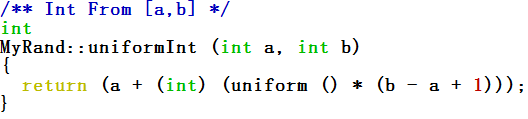 /** Int From [a,b] */
int
MyRand::uniformInt (int a, int b)
{
  return (a + (int) (uniform () * (b - a + 1)));
}